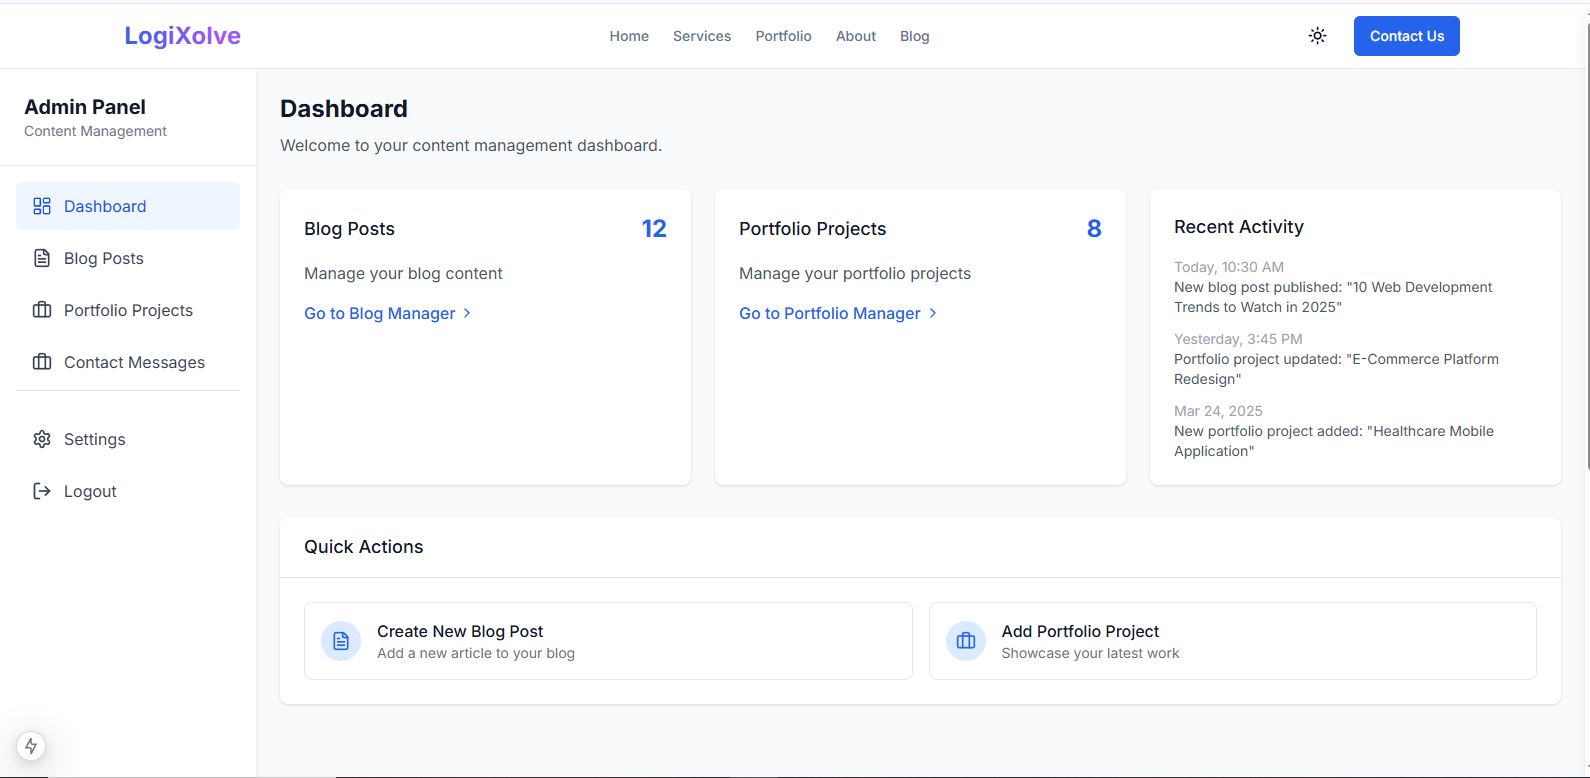 LogiXolve
Home
Services
Portfolio
About
Blog
Contact Us
Admin Panel
Content Management
Dashboard
Blog Posts
Portfolio Projects
Contact Messages
Settings
Logout
Dashboard
Welcome to your content management dashboard.
Blog Posts
12
Manage your blog content
Go to Blog Manager
Portfolio Projects
8
Manage your portfolio projects
Go to Portfolio Manager
Recent Activity
Today, 10:30 AM
New blog post published: "10 Web Development
Trends to Watch in 2025"
Yesterday, 3:45 PM
Portfolio project updated: "E-Commerce Platform
Redesign"
Mar 24, 2025
New portfolio project added: "Healthcare Mobile
Application"
Quick Actions
Create New Blog Post
Add a new article to your blog
Add Portfolio Project
Showcase your latest work